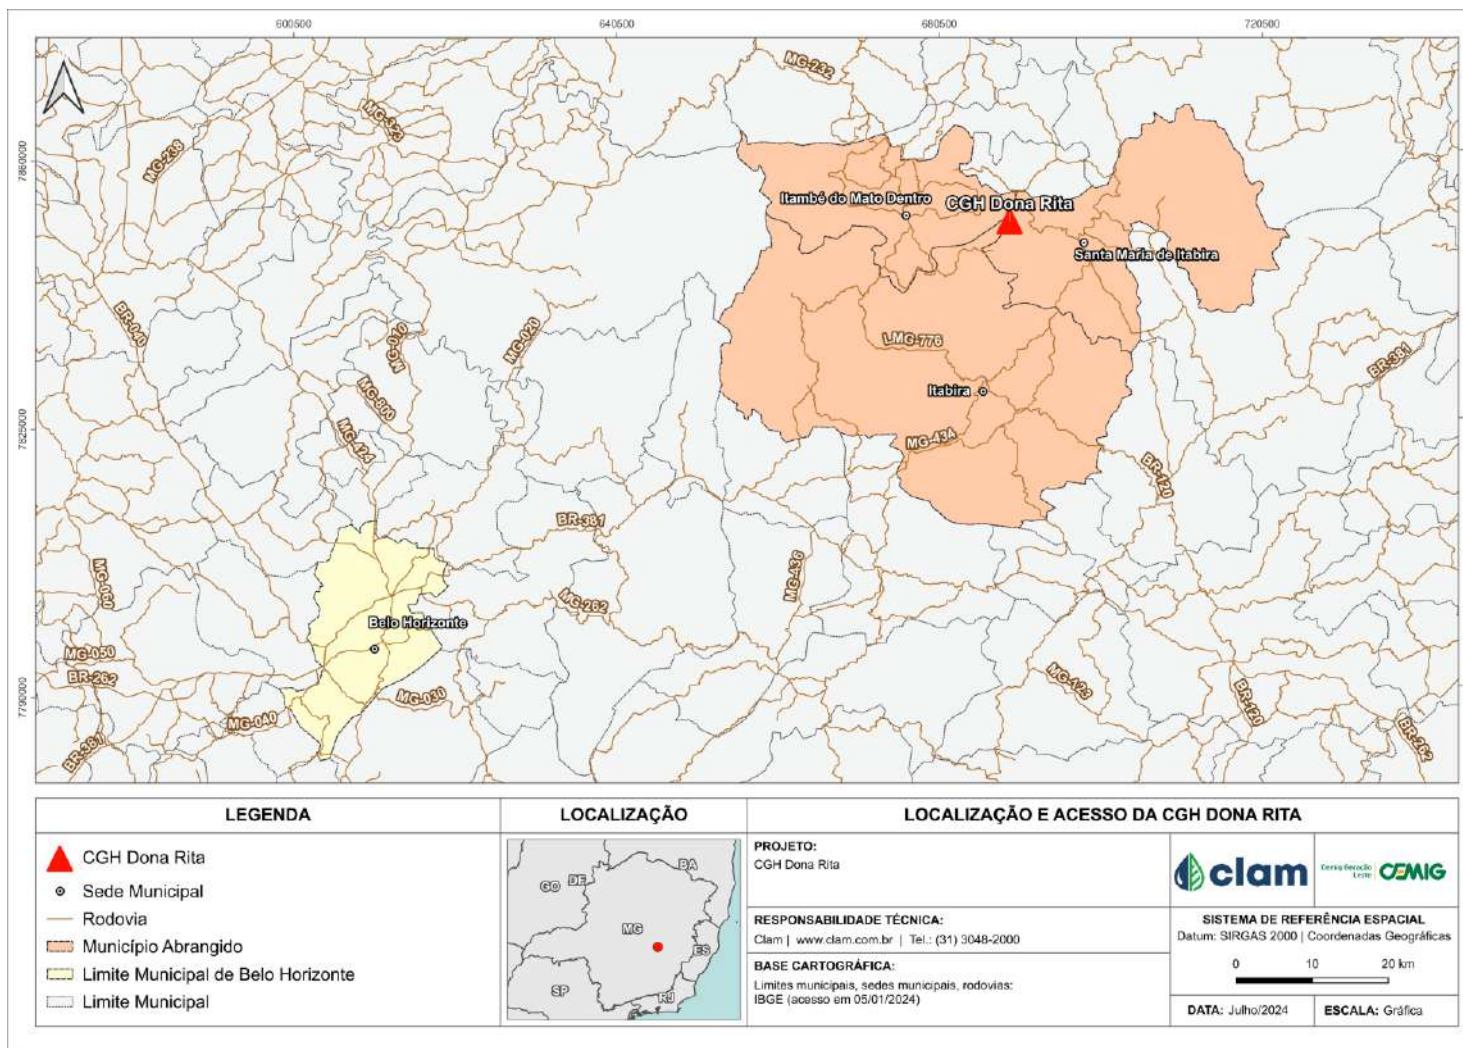 600500 640500 680500 720500
7860000
7825000
7790000
MG-232
MG-323
MG-238
Itambé do Mato Dentro
CGH Dona Rita
Santa Maria de Itabira
BR-040
MG-010
MG-020
LMG-776
BR-381
MG-800
Itabira
MG-424
MG-434
BR-120
BR-381
MG-060
MG-436
MG-262
Belo Horizonte
MG-050
BR-262
MG-030
MG-123
BR-120
MG-040
BR-381
BR-262
LEGENDA
CGH Dona Rita
Sede Municipal
Rodovia
Município Abrangido
Limite Municipal de Belo Horizonte
Limite Municipal
LOCALIZAÇÃO
BA
GO
DF
MG
ES
SP
RJ
LOCALIZAÇÃO E ACESSO DA CGH DONA RITA
PROJETO:
CGH Dona Rita
clam
Cemig Geração
Leste
CEMIG
RESPONSABILIDADE TÉCNICA:
Clam | www.clam.com.br | Tel.: (31) 3048-2000
SISTEMA DE REFERÊNCIA ESPACIAL
Datum: SIRGAS 2000 | Coordenadas Geográficas
0 10 20 km
BASE CARTOGRÁFICA:
Limites municipais, sedes municipais, rodovias:
IBGE (acesso em 05/01/2024)
DATA: Julho/2024
ESCALA: Gráfica